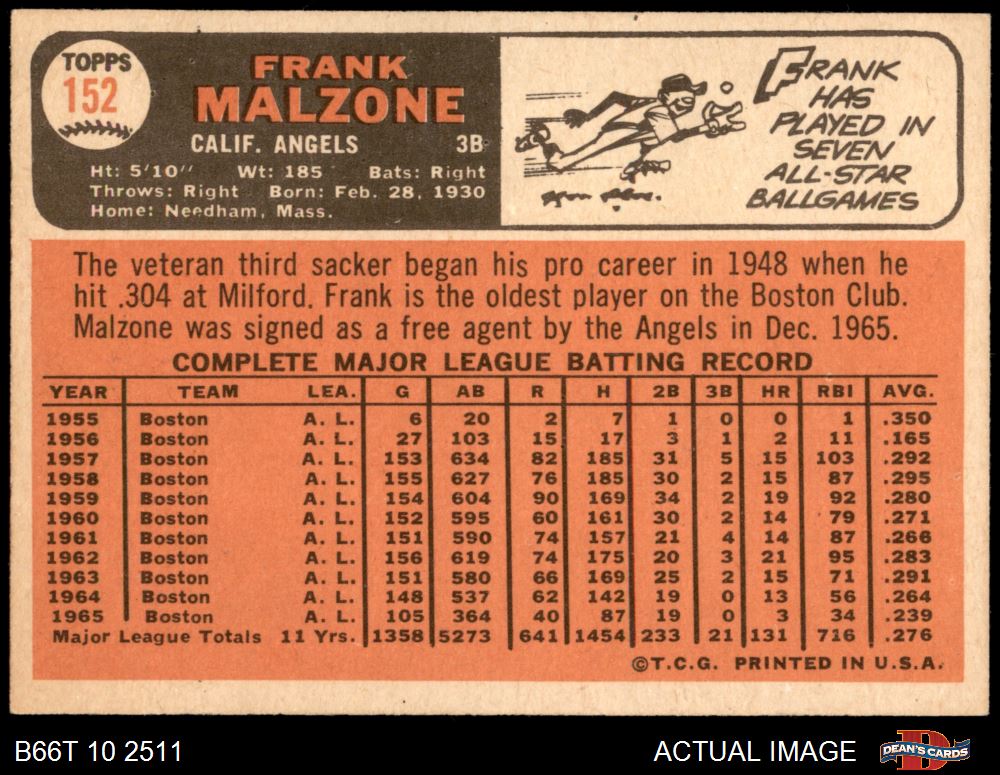 TOPPS
152
FRANK
MALZONE
CALIF. ANGELS 3B
Ht: 5'10" Wt: 185 Bats: Right
Throws: Right Born: Feb. 28, 1930
Home: Needham, Mass.
FRANK
HAS
PLAYED IN
SEVEN
ALL-STAR
BALLGAMES
The veteran third sacker began his pro career in 1948 when he
hit .304 at Milford. Frank is the oldest player on the Boston Club.
Malzone was signed as a free agent by the Angels in Dec. 1965.
COMPLETE MAJOR LEAGUE BATTING RECORD
YEAR TEAM LEA. G AB R H 2B 3B HR RBI AVG.
1955 Boston A. L. 6 20 2 7 1 0 0 1 .350
1956 Boston A. L. 27 103 15 17 3 1 2 11 .165
1957 Boston A. L. 153 634 82 185 31 5 15 103 .292
1958 Boston A. L. 155 627 76 185 30 2 15 87 .295
1959 Boston A. L. 154 604 90 169 34 2 19 92 .280
1960 Boston A. L. 152 595 60 161 30 2 14 79 .271
1961 Boston A. L. 151 590 74 157 21 4 14 87 .266
1962 Boston A. L. 156 619 74 175 20 3 21 95 .283
1963 Boston A. L. 151 580 66 169 25 2 15 71 .291
1964 Boston A. L. 148 537 62 142 19 0 13 56 .264
1965 Boston A. L. 105 364 40 87 19 0 3 34 .239
Major League Totals 11 Yrs. 1358 5273 641 1454 233 21 131 716 .276
©T.C.G. PRINTED IN U.S.A.
B66T 10 2511 ACTUAL IMAGE DEAN'S CARDS